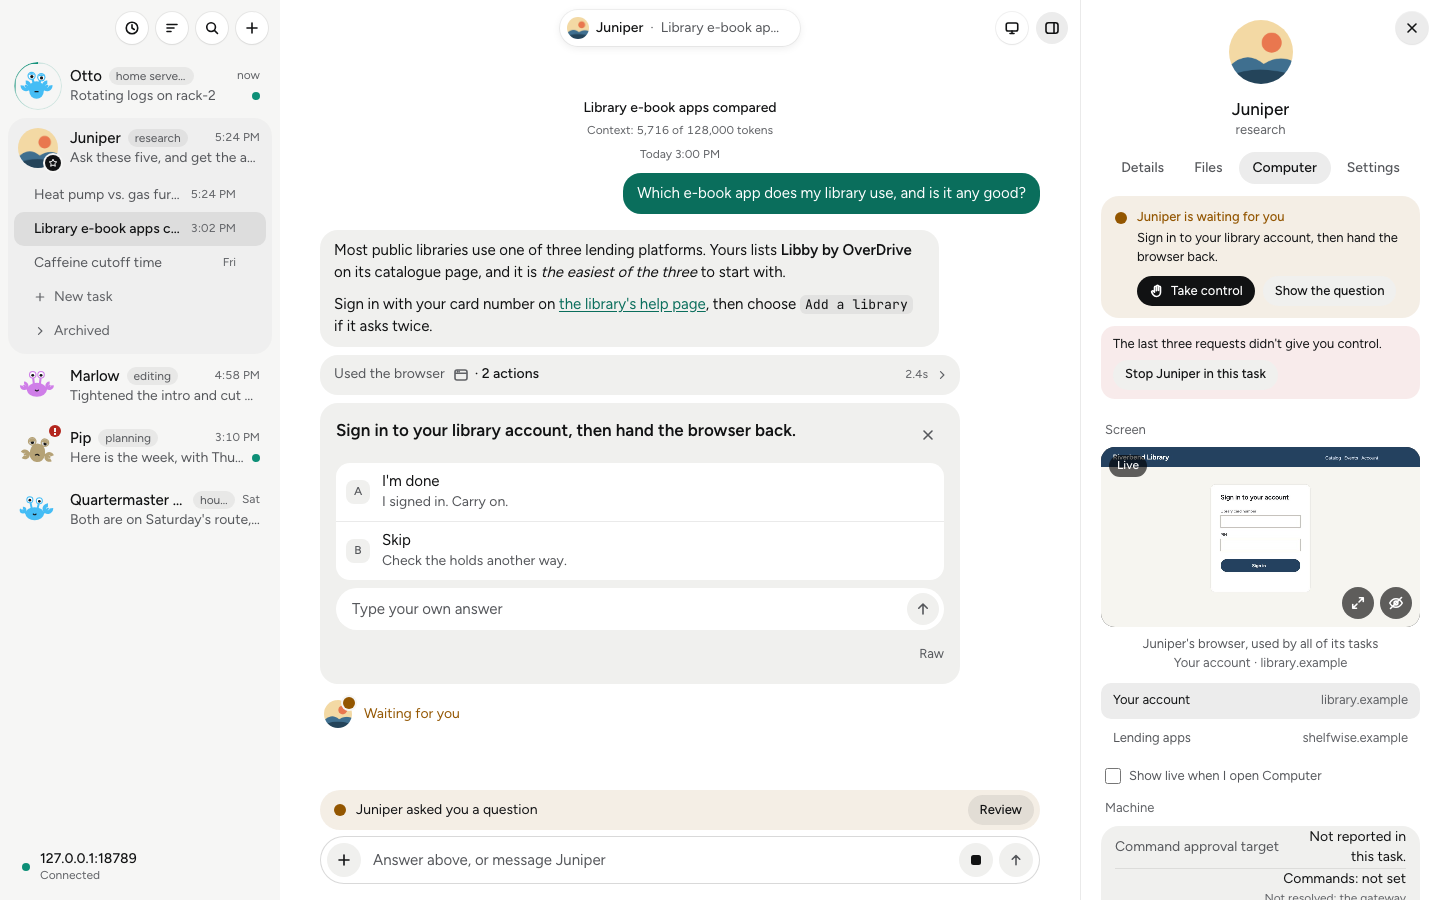 Otto home serve... now
Rotating logs on rack-2
Juniper research 5:24 PM
Ask these five, and get the a...
Heat pump vs. gas fur... 5:24 PM
Library e-book apps c... 3:02 PM
Caffeine cutoff time Fri
New task
Archived
Marlow editing 4:58 PM
Tightened the intro and cut ...
Pip planning 3:10 PM
Here is the week, with Thu...
Quartermaster ... hou... Sat
Both are on Saturday's route,...
127.0.0.1:18789
Connected
Juniper · Library e-book ap...
Library e-book apps compared
Context: 5,716 of 128,000 tokens
Today 3:00 PM
Which e-book app does my library use, and is it any good?
Most public libraries use one of three lending platforms. Yours lists Libby by OverDrive
on its catalogue page, and it is the easiest of the three to start with.
Sign in with your card number on the library's help page, then choose Add a library
if it asks twice.
Used the browser · 2 actions 2.4s
Sign in to your library account, then hand the browser back.
A I'm done
I signed in. Carry on.
B Skip
Check the holds another way.
Type your own answer
Raw
Waiting for you
Juniper asked you a question Review
Answer above, or message Juniper
Juniper
research
Details Files Computer Settings
Juniper is waiting for you
Sign in to your library account, then hand the
browser back.
Take control Show the question
The last three requests didn't give you control.
Stop Juniper in this task
Screen
Library
Catalog Events Account
Live
Sign in to your account
Library card number
PIN
Sign in
Juniper's browser, used by all of its tasks
Your account · library.example
Your account library.example
Lending apps shelfwise.example
Show live when I open Computer
Machine
Command approval target Not reported in
this task.
Commands: not set
Not resolved: the gateway